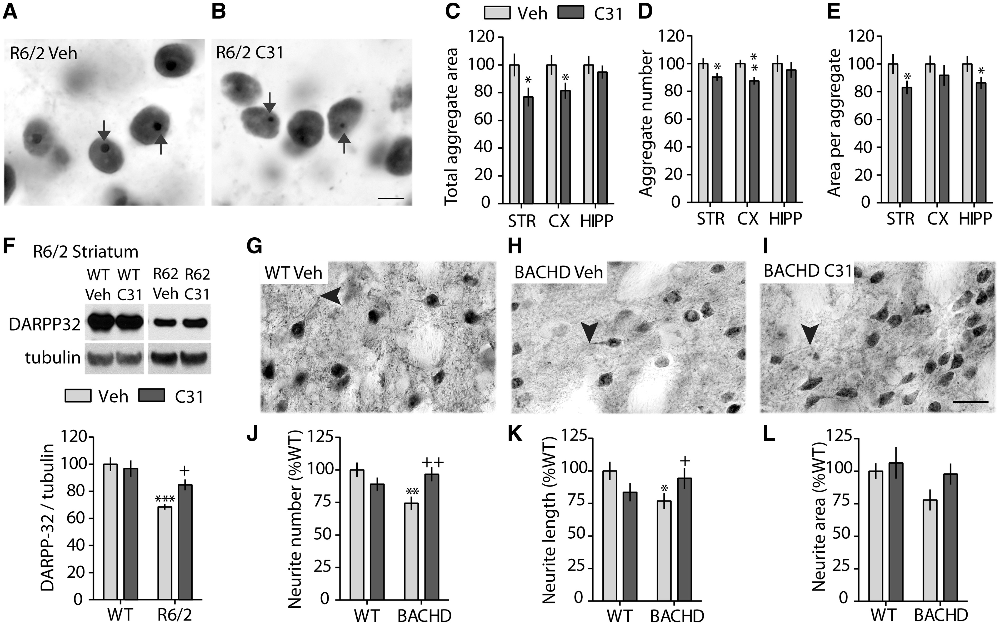 A
R6/2 Veh
B
R6/2 C31
C
Veh C31
Total aggregate area
120
100
80
60
40
20
0
*
*
STR CX HIPP
D
Aggregate number
120
100
80
60
40
20
0
*
**
STR CX HIPP
E
Area per aggregate
120
100
80
60
40
20
0
*
*
STR CX HIPP
F
R6/2 Striatum
WT WT R62 R62
Veh C31 Veh C31
DARPP32
tubulin
Veh C31
DARPP-32 / tubulin
120
100
80
60
40
20
0
***
+
WT R6/2
G
WT Veh
H
BACHD Veh
I
BACHD C31
J
Neurite number (%WT)
125
100
75
50
25
0
**
++
WT BACHD
K
Neurite length (%WT)
125
100
75
50
25
0
*
+
WT BACHD
L
Neurite area (%WT)
125
100
75
50
25
0
WT BACHD